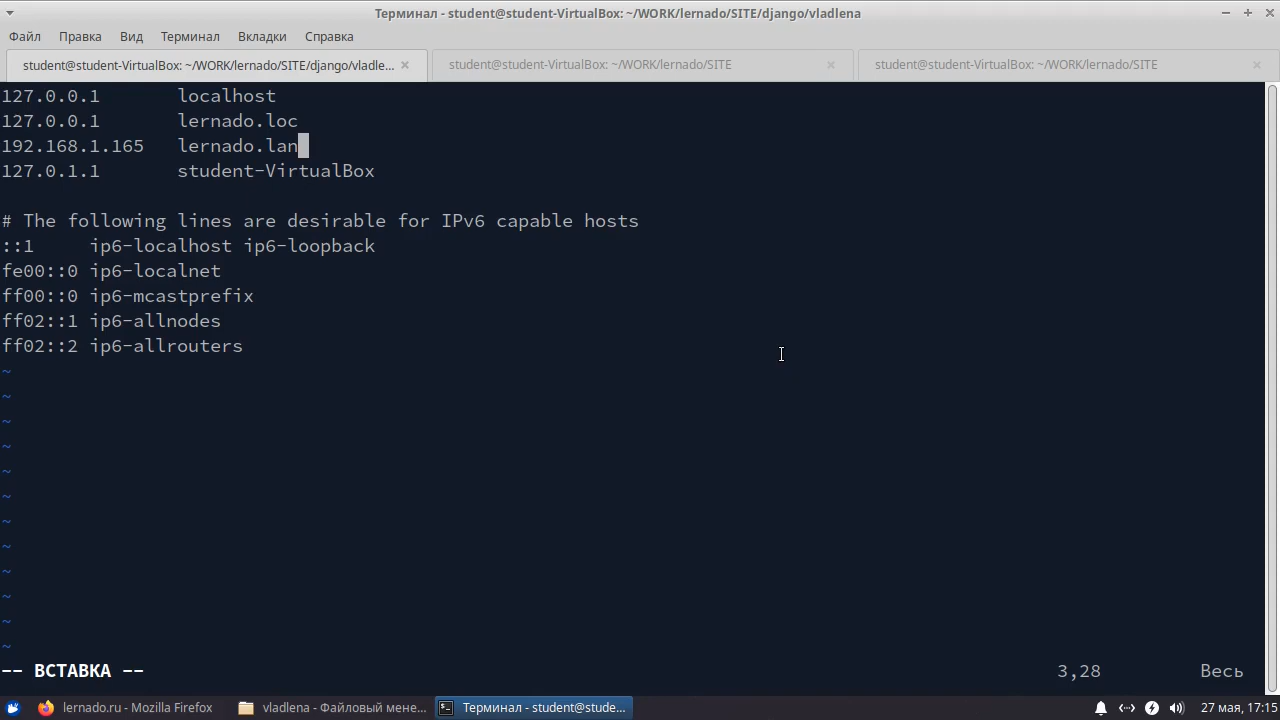 Терминал - student@student-VirtualBox: ~/WORK/lernado/SITE/django/vladlena
Файл Правка Вид Терминал Вкладки Справка
student@student-VirtualBox: ~/WORK/lernado/SITE/django/vladle... student@student-VirtualBox: ~/WORK/lernado/SITE student@student-VirtualBox: ~/WORK/lernado/SITE
127.0.0.1 localhost
127.0.0.1 lernado.loc
192.168.1.165 lernado.lan
127.0.1.1 student-VirtualBox
# The following lines are desirable for IPv6 capable hosts
::1 ip6-localhost ip6-loopback
fe00::0 ip6-localnet
ff00::0 ip6-mcastprefix
ff02::1 ip6-allnodes
ff02::2 ip6-allrouters
~
~
~
~
~
~
~
~
~
~
~
~
-- ВСТАВКА -- 3,28 Весь
lernado.ru - Mozilla Firefox vladlena - Файловый мене... Терминал - student@stude... 27 мая, 17:15